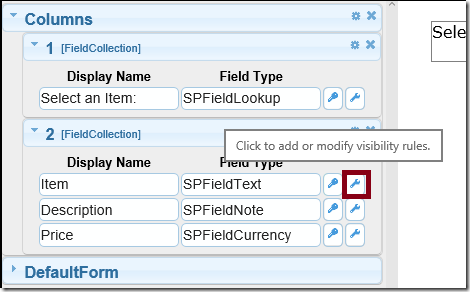 Columns
1 [FieldCollection]
Display Name Field Type
Select an Item: SPFieldLookup
2 [FieldCollection]
Click to add or modify visibility rules.
Display Name Field Type
Item SPFieldText
Description SPFieldNote
Price SPFieldCurrency
DefaultForm
Sele